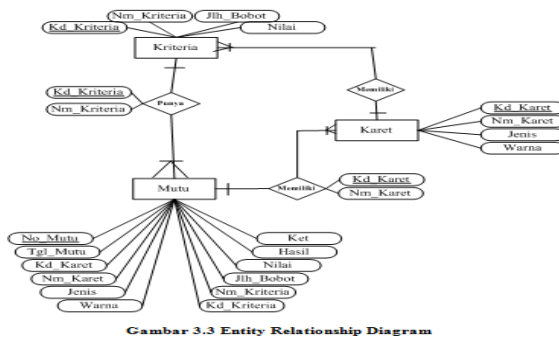 Nm_Kriteria
Jlh_Bobot
Kd_Kriteria
Nilai
Kriteria
Memiliki
Kd_Kriteria
Punya
Nm_Kriteria
Kd_Karet
Nm_Karet
Karet
Jenis
Warna
Mutu
Memiliki
Kd_Karet
Nm_Karet
No_Mutu
Ket
Tgl_Mutu
Hasil
Kd_Karet
Nilai
Nm_Karet
Jlh_Bobot
Jenis
Nm_Kriteria
Warna
Kd_Kriteria
Gambar 3.3 Entity Relationship Diagram